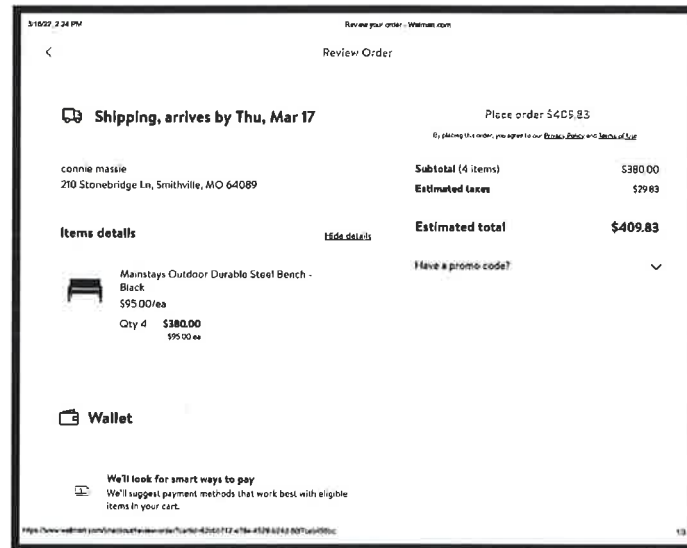 3/16/22, 2:24 PM
Review your order - Walmart.com
Review Order
Shipping, arrives by Thu, Mar 17
connie massie
210 Stonebridge Ln, Smithville, MO 64089
Items details
Hide details
Mainstays Outdoor Durable Steel Bench -
Black
$95.00/ea
Qty 4 $380.00
$95.00 ea
Place order $409.83
By placing this order, you agree to our Privacy Policy and Terms of Use
Subtotal (4 items) $380.00
Estimated taxes $29.83
Estimated total $409.83
Have a promo code?
Wallet
We'll look for smart ways to pay
We'll suggest payment methods that work best with eligible
items in your cart.